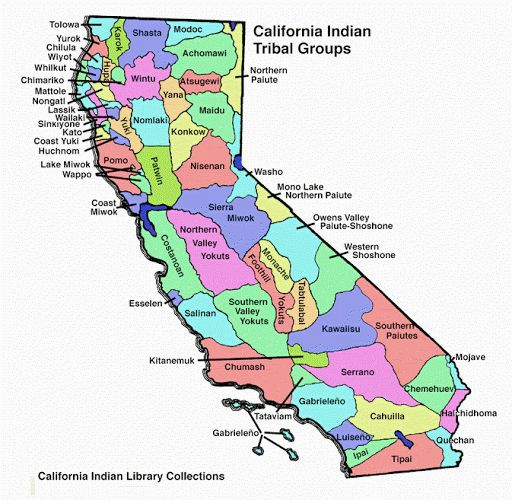 California Indian
Tribal Groups
Tolowa
Yurok
Chilula
Wiyot
Whilkut
Chimariko
Mattole
Nongatl
Lassik
Wailaki
Sinkiyone
Kato
Coast Yuki
Huchnom
Lake Miwok
Wappo
Coast
Miwok
Karok
Hupa
Shasta
Modoc
Achomawi
Wintu
Atsugewi
Yana
Northern
Paiute
Nomlaki
Maidu
Yuki
Konkow
Pomo
Patwin
Nisenan
Washo
Mono Lake
Northern Paiute
Sierra
Miwok
Owens Valley
Paiute-Shoshone
Western
Shoshone
Costanoan
Northern
Valley
Yokuts
Foothill
Yokuts
Monache
Tabtulabal
Esselen
Salinan
Southern
Valley
Yokuts
Kawaiisu
Southern
Paiutes
Kitanemuk
Chumash
Serrano
Mojave
Chemehuevi
Tataviam
Gabrieleño
Gabrieleño
Cahuilla
Halchidhoma
Luiseño
Quechan
Ipai
Tipai
California Indian Library Collections